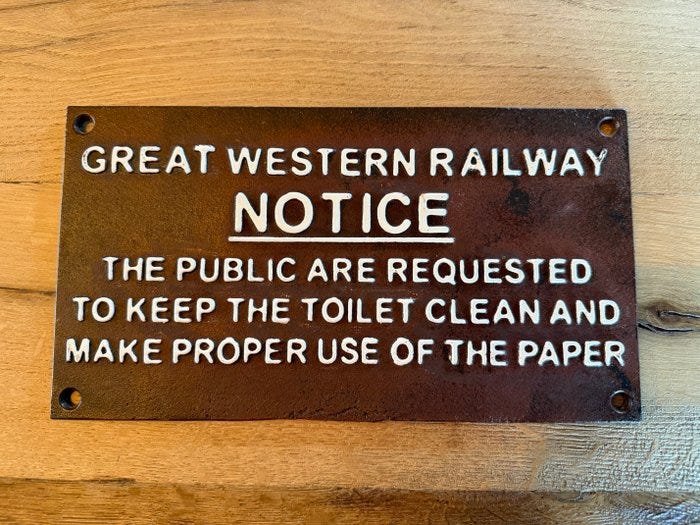 GREAT WESTERN RAILWAY
NOTICE
THE PUBLIC ARE REQUESTED
TO KEEP THE TOILET CLEAN AND
MAKE PROPER USE OF THE PAPER